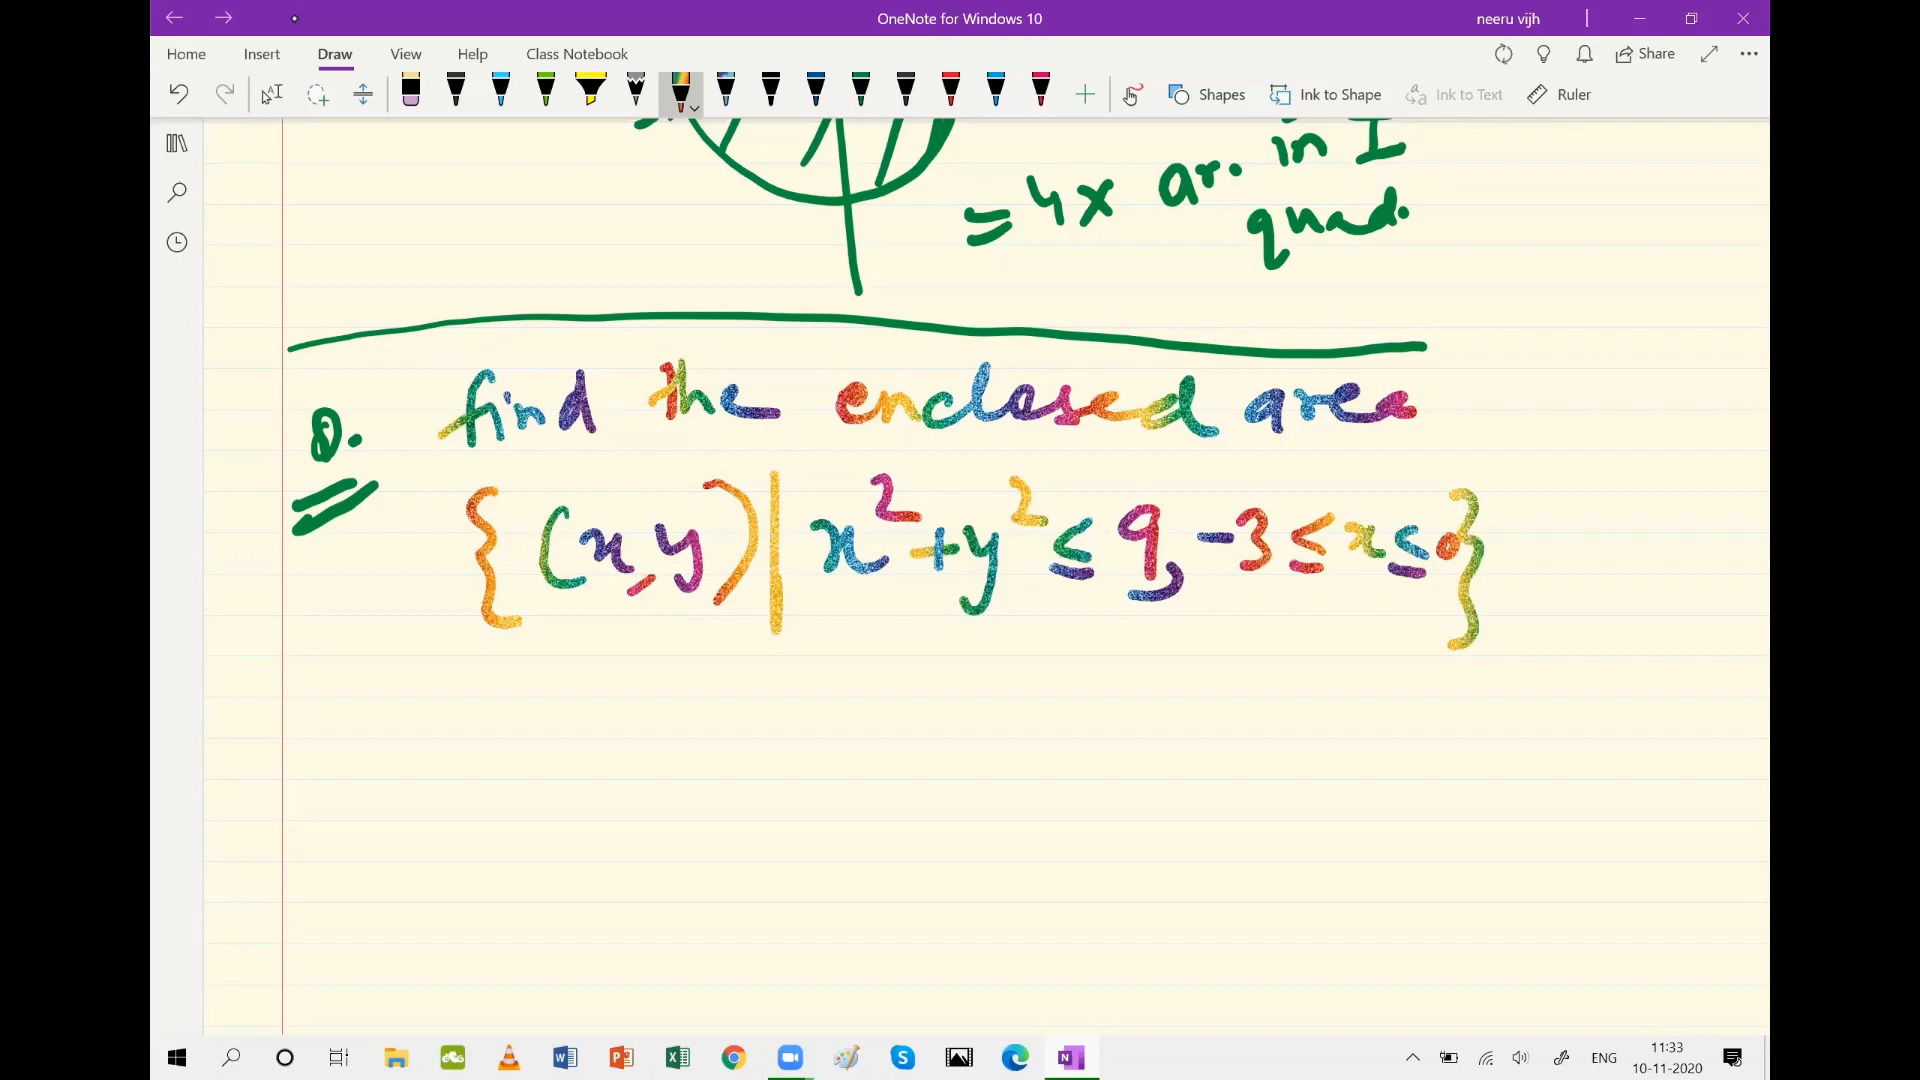 OneNote for Windows 10
neeru vijh
Home Insert Draw View Help Class Notebook
Share
Shapes Ink to Shape Ink to Text Ruler
in I
= 4 x ar. quad.
Q. find the enclosed area
{ (x, y) | x² + y² ≤ 9, -3 ≤ x ≤ 0 }
ENG
11:33
10-11-2020